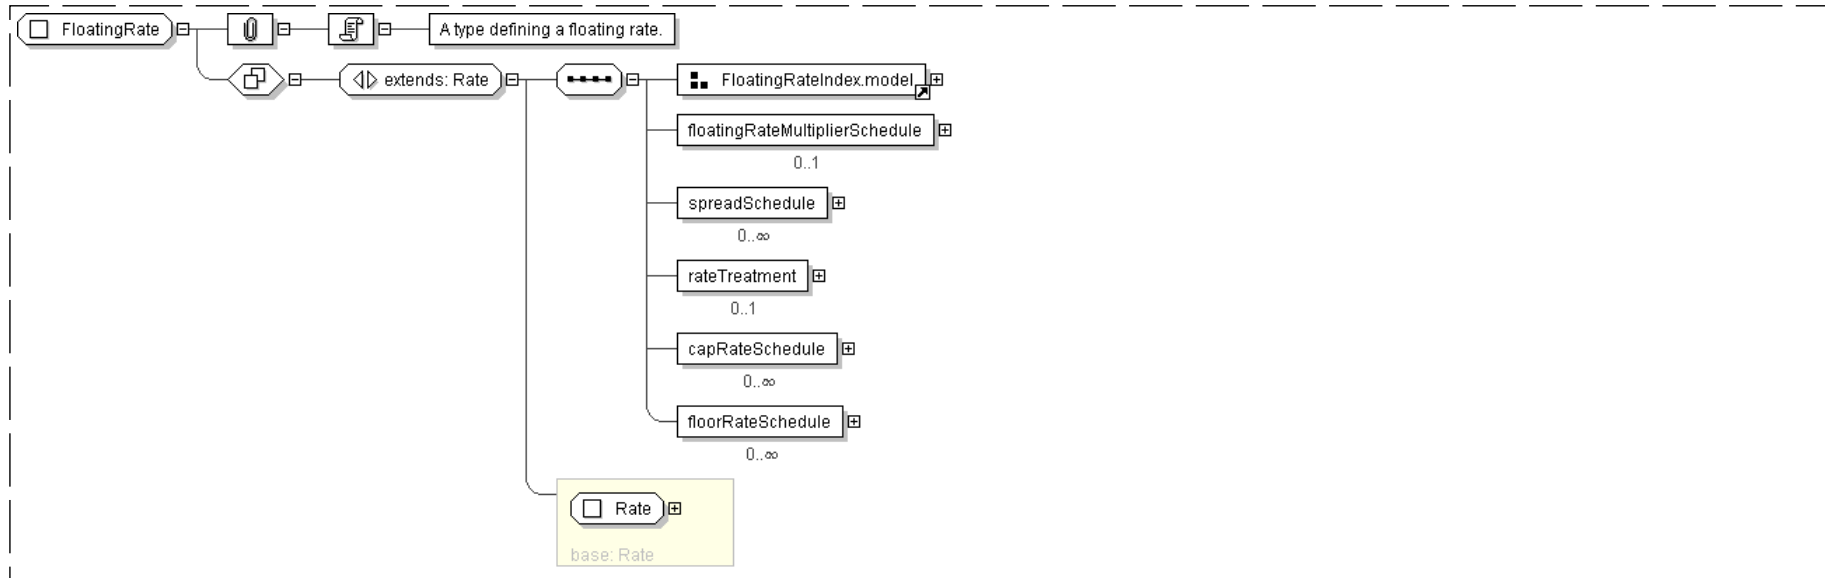 FloatingRate
A type defining a floating rate.
extends: Rate
FloatingRateIndex.model
floatingRateMultiplierSchedule
0..1
spreadSchedule
0..∞
rateTreatment
0..1
capRateSchedule
0..∞
floorRateSchedule
0..∞
Rate
base: Rate